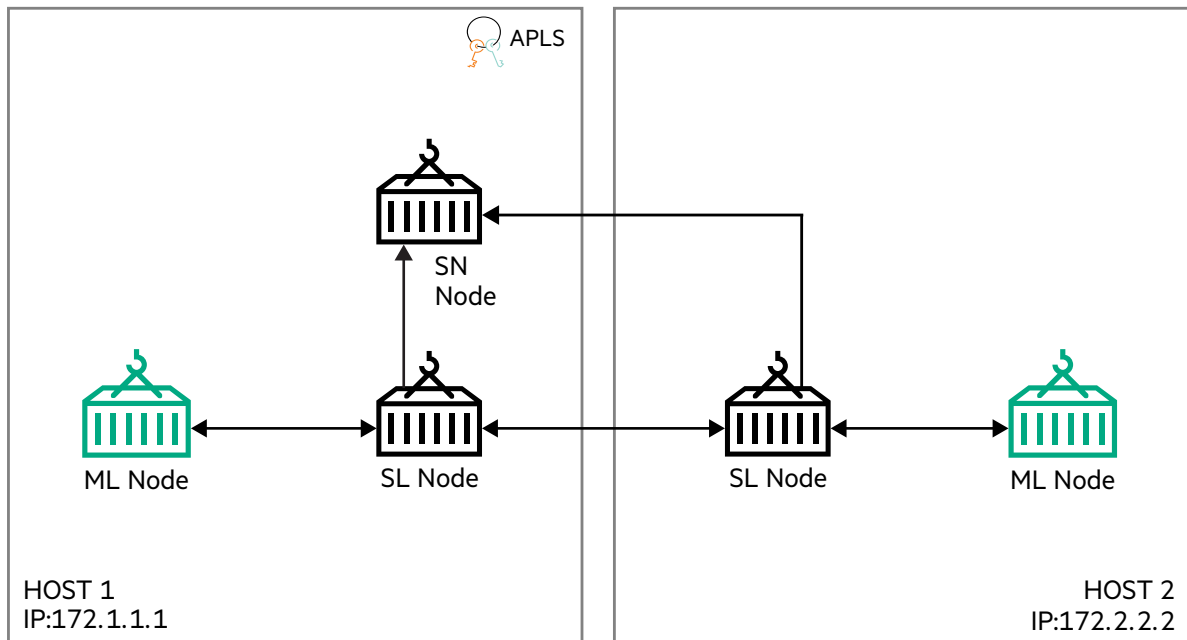 APLS
SN
Node
ML Node
SL Node
SL Node
ML Node
HOST 1
IP:172.1.1.1
HOST 2
IP:172.2.2.2